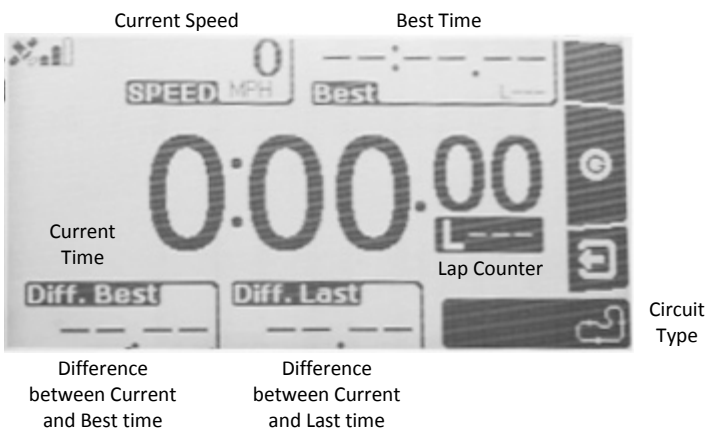 Current Speed
Best Time
0
SPEED MPH
--:--.--
Best L---
0:00.00
L---
Current
Time
Lap Counter
Diff. Best
Diff. Last
--.--
--.--
G
Circuit
Type
Difference
between Current
and Best time
Difference
between Current
and Last time